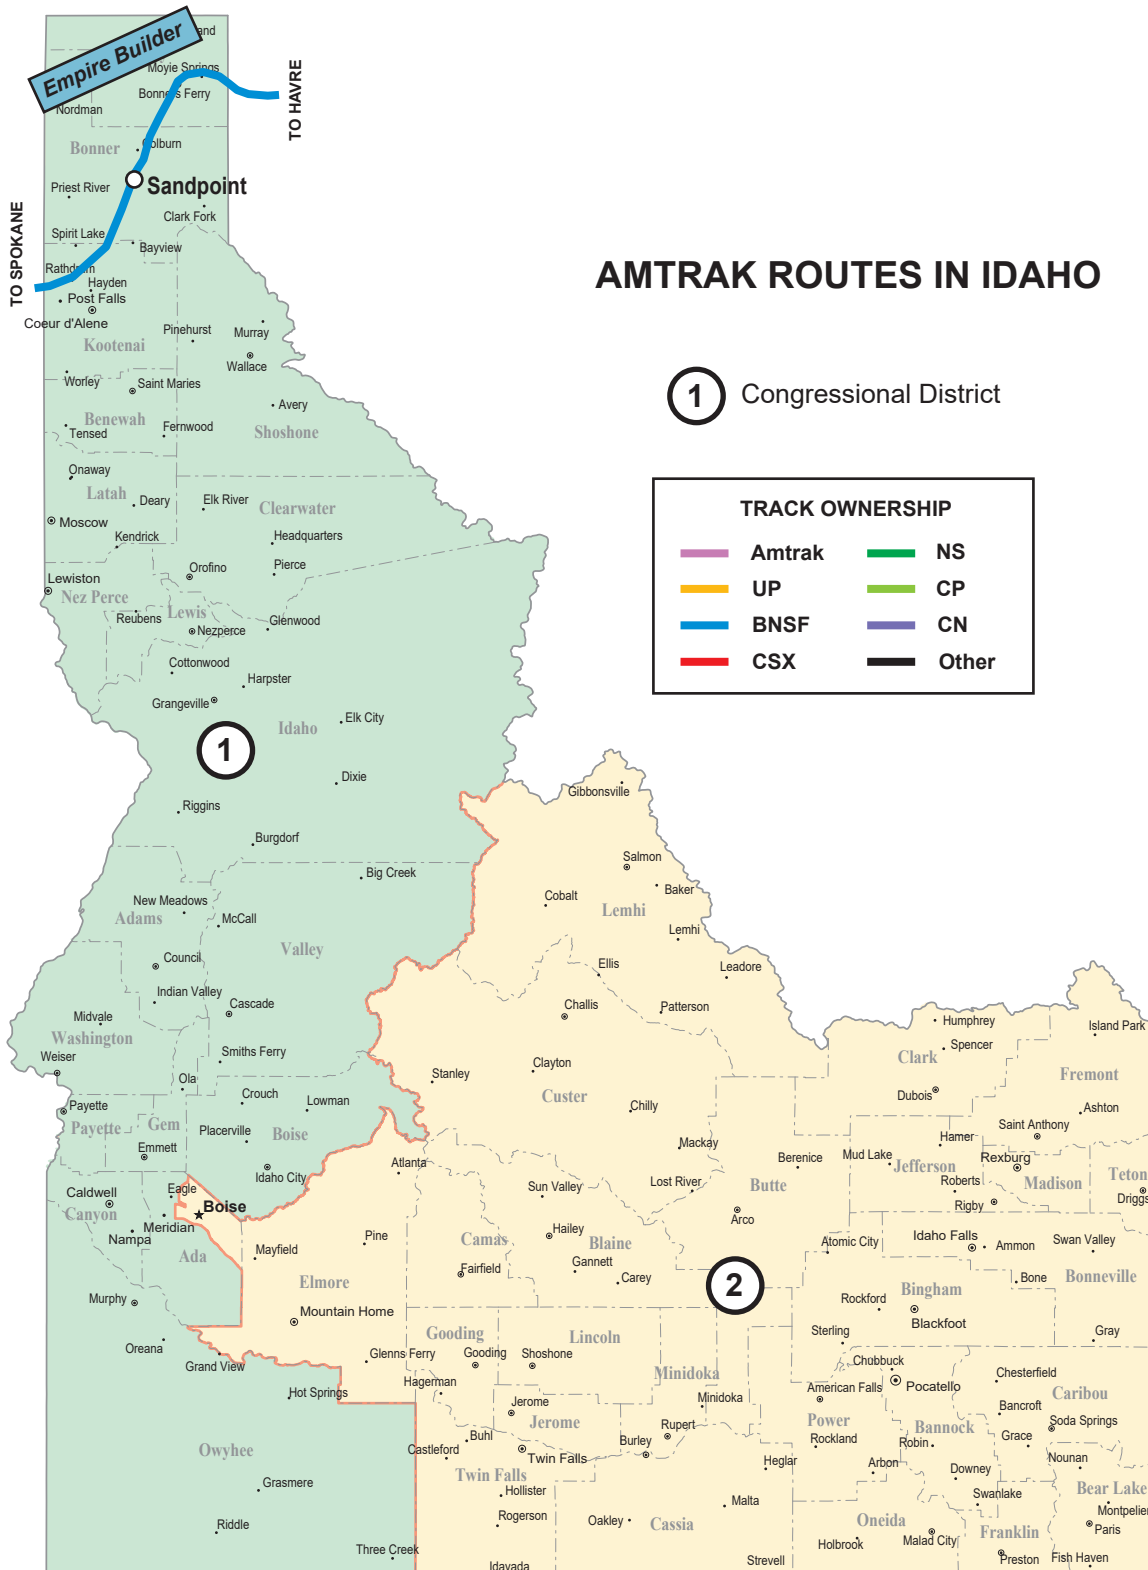 Empire Builder
Moyie Springs
Bonners Ferry
Nordman
TO HAVRE
Bonner
Colburn
Sandpoint
Priest River
Clark Fork
TO SPOKANE
Spirit Lake
Bayview
Rathdrum
Hayden
Post Falls
Coeur d'Alene
AMTRAK ROUTES IN IDAHO
Kootenai
Pinehurst
Murray
Wallace
1 Congressional District
Worley
Saint Maries
Avery
Benewah
Tensed
Fernwood
Shoshone
TRACK OWNERSHIP
Amtrak
NS
UP
CP
BNSF
CN
CSX
Other
Onaway
Latah
Deary
Elk River
Clearwater
Moscow
Kendrick
Headquarters
Orofino
Pierce
Lewiston
Nez Perce
Reubens
Lewis
Nezperce
Glenwood
Cottonwood
Harpster
Grangeville
Idaho
Elk City
1
Dixie
Riggins
Burgdorf
Gibbonsville
Salmon
Big Creek
Baker
Cobalt
Lemhi
Lemhi
New Meadows
Adams
McCall
Valley
Council
Ellis
Leadore
Indian Valley
Cascade
Challis
Patterson
Midvale
Washington
Weiser
Smiths Ferry
Humphrey
Spencer
Clark
Island Park
Fremont
Clayton
Stanley
Custer
Chilly
Dubois
Ashton
Saint Anthony
Ola
Crouch
Lowman
Payette
Payette
Gem
Placerville
Boise
Emmett
Idaho City
Mackay
Hamer
Mud Lake
Jefferson
Rexburg
Madison
Teton
Driggs
Berenice
Butte
Lost River
Arco
Roberts
Rigby
Atlanta
Sun Valley
Caldwell
Canyon
Eagle
Boise
Meridian
Nampa
Ada
Mayfield
Pine
Camas
Hailey
Blaine
Gannett
Carey
Fairfield
Atomic City
Idaho Falls
Ammon
Swan Valley
Bonneville
Bone
Elmore
2
Bingham
Rockford
Blackfoot
Murphy
Mountain Home
Gooding
Lincoln
Sterling
Gray
Oreana
Grand View
Glenns Ferry
Gooding
Shoshone
Minidoka
Chubbuck
Pocatello
Chesterfield
Caribou
Hot Springs
Hagerman
Jerome
Jerome
Minidoka
American Falls
Power
Bannock
Bancroft
Soda Springs
Rupert
Burley
Buhl
Castleford
Twin Falls
Twin Falls
Rockland
Robin
Grace
Nounan
Owyhee
Heglar
Arbon
Downey
Bear Lake
Grasmere
Hollister
Malta
Swanlake
Montpelier
Riddle
Rogerson
Oakley
Cassia
Oneida
Holbrook
Malad City
Franklin
Paris
Three Creek
Idavada
Strevell
Preston
Fish Haven